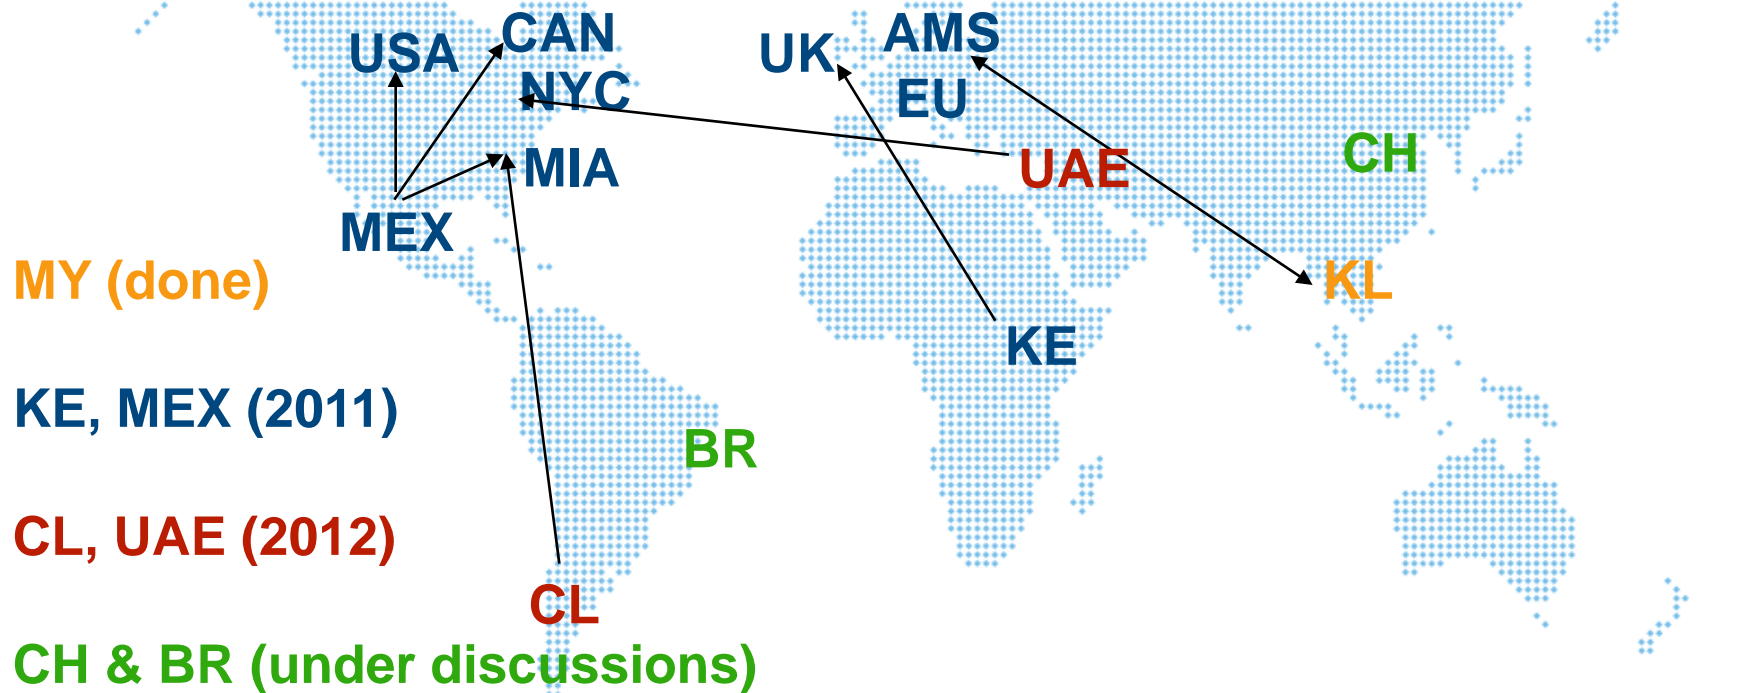 CAN
USA
UK
AMS
NYC
EU
CH
MIA
UAE
MEX
MY (done)
KL
KE
KE, MEX (2011)
BR
CL, UAE (2012)
CL
CH & BR (under discussions)